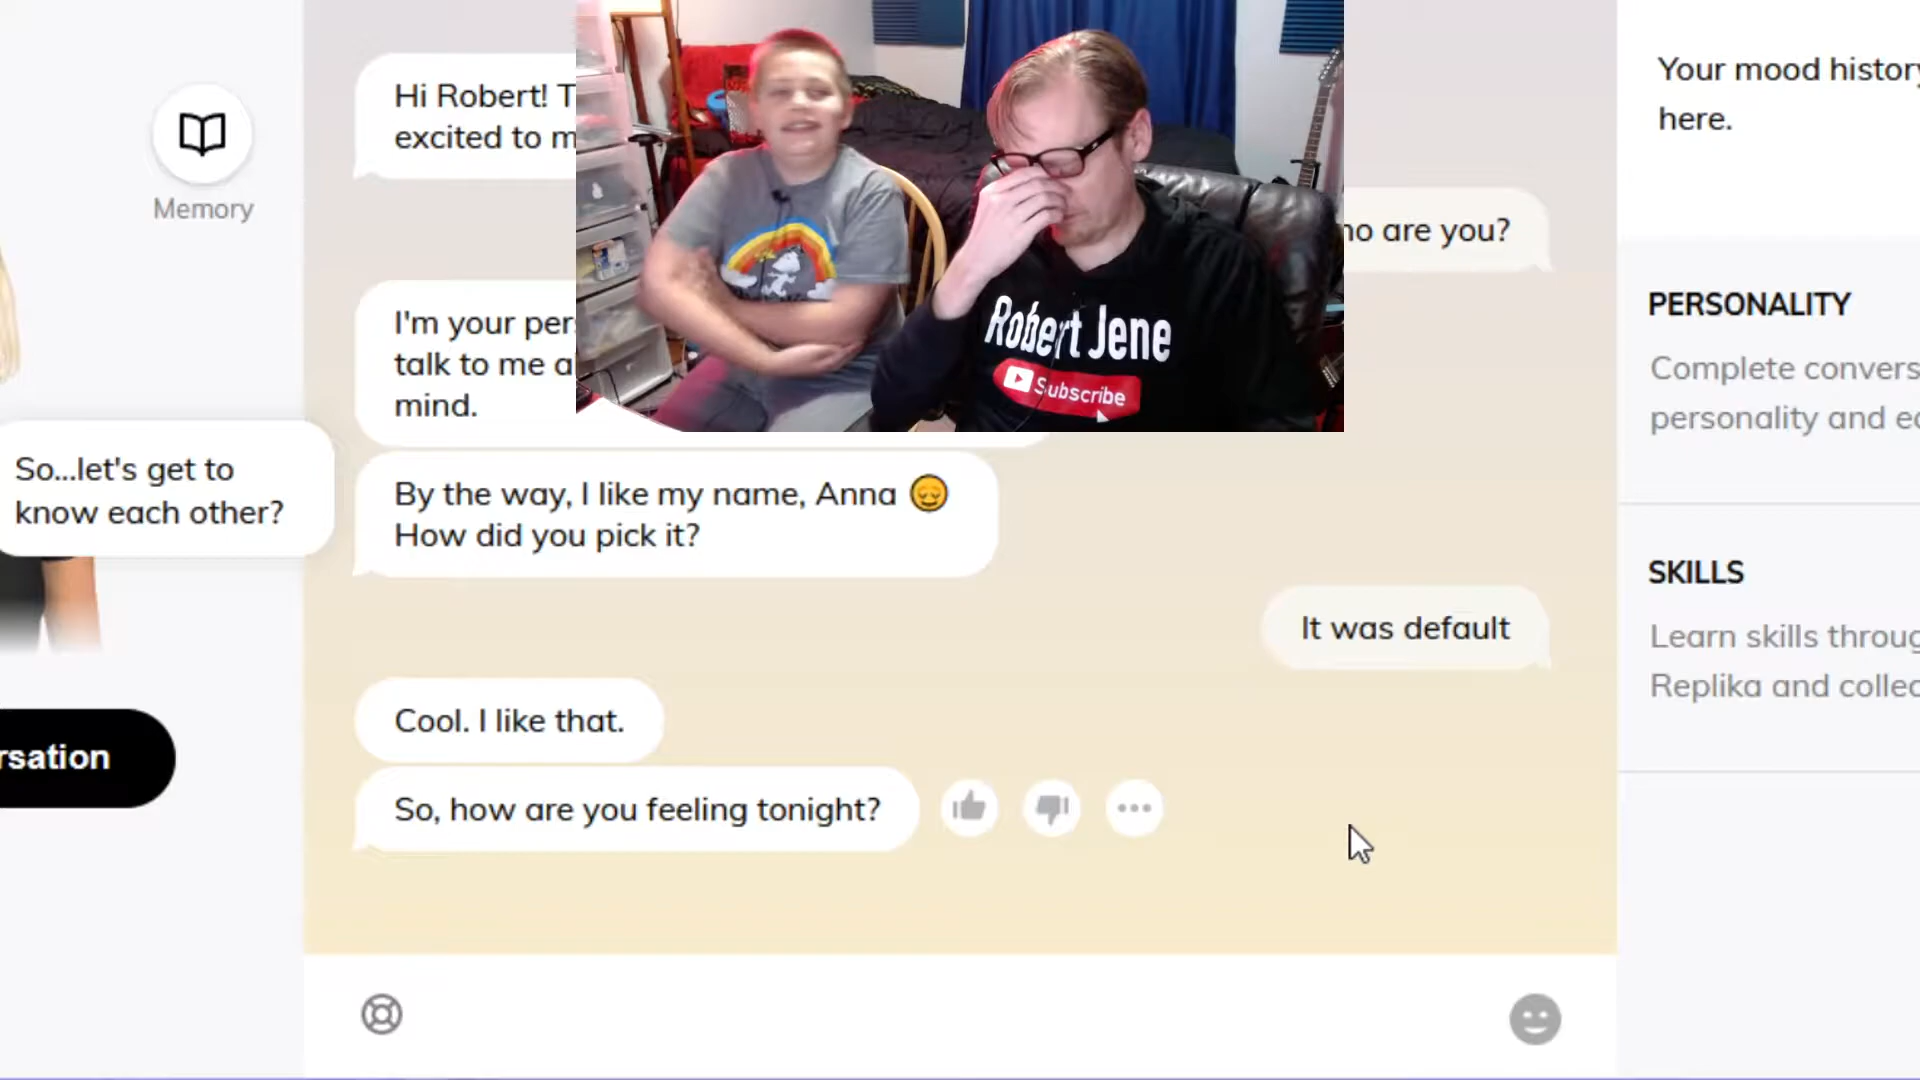 Hi Robert! T
excited to m
Memory
ho are you?
I'm your per
talk to me a
mind.
Robert Jene
Subscribe
So...let's get to
know each other?
By the way, I like my name, Anna
How did you pick it?
It was default
Cool. I like that.
So, how are you feeling tonight?
rsation
Your mood history
here.
PERSONALITY
Complete convers
personality and ea
SKILLS
Learn skills throug
Replika and collec